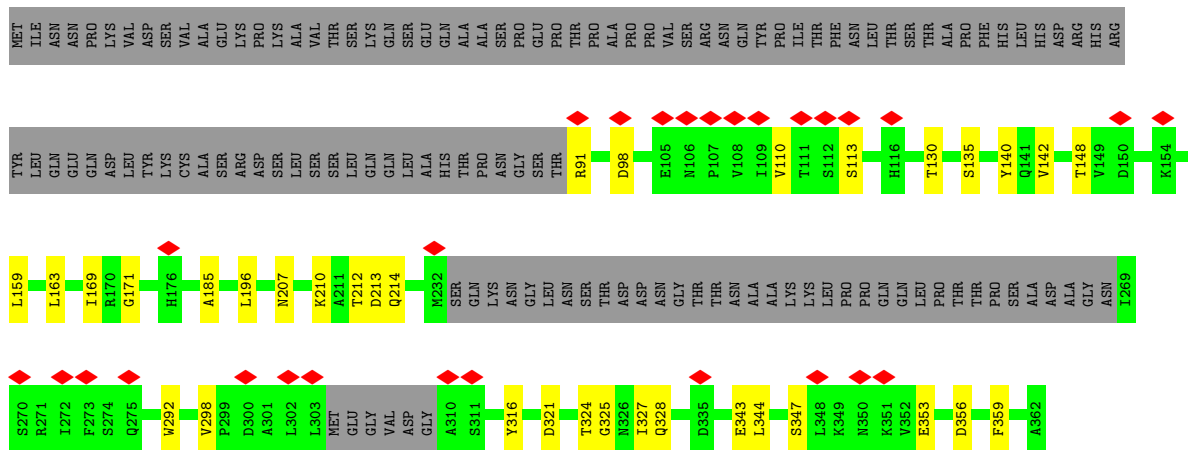 MET ILE ASN ASN PRO LYS VAL ASP SER VAL ALA GLU LYS PRO LYS ALA VAL THR SER LYS GLN SER GLU GLN ALA ALA SER PRO GLU PRO THR PRO ALA PRO PRO VAL SER ARG ASN GLN TYR PRO ILE THR PHE ASN LEU THR SER THR ALA PRO PHE HIS LEU HIS ASP ARG HIS ARG
TYR LEU GLN GLU GLN ASP LEU TYR LYS CYS ALA SER ARG ASP SER LEU SER SER LEU GLN GLN LEU ALA HIS THR PRO ASN GLY SER THR R91 D98 E105 N106 P107 V108 I109 V110 T111 S112 S113 H116 T130 S135 Y140 Q141 V142 T148 V149 D150 K154
L159 L163 I169 R170 G171 H176 A185 L196 N207 K210 A211 T212 D213 Q214 M232 SER GLN LYS ASN GLY LEU ASN SER THR ASP ASP ASN GLY THR THR ASN ALA ALA LYS LYS LEU PRO PRO GLN GLN LEU PRO THR THR PRO SER ALA ASP ALA GLY ASN I269
S270 R271 I272 F273 S274 Q275 W292 V298 P299 D300 A301 L302 L303 MET GLU GLY VAL ASP GLY A310 S311 Y316 D321 T324 G325 N326 I327 Q328 D335 E343 L344 S347 L348 K349 N350 K351 V352 E353 D356 F359 A362